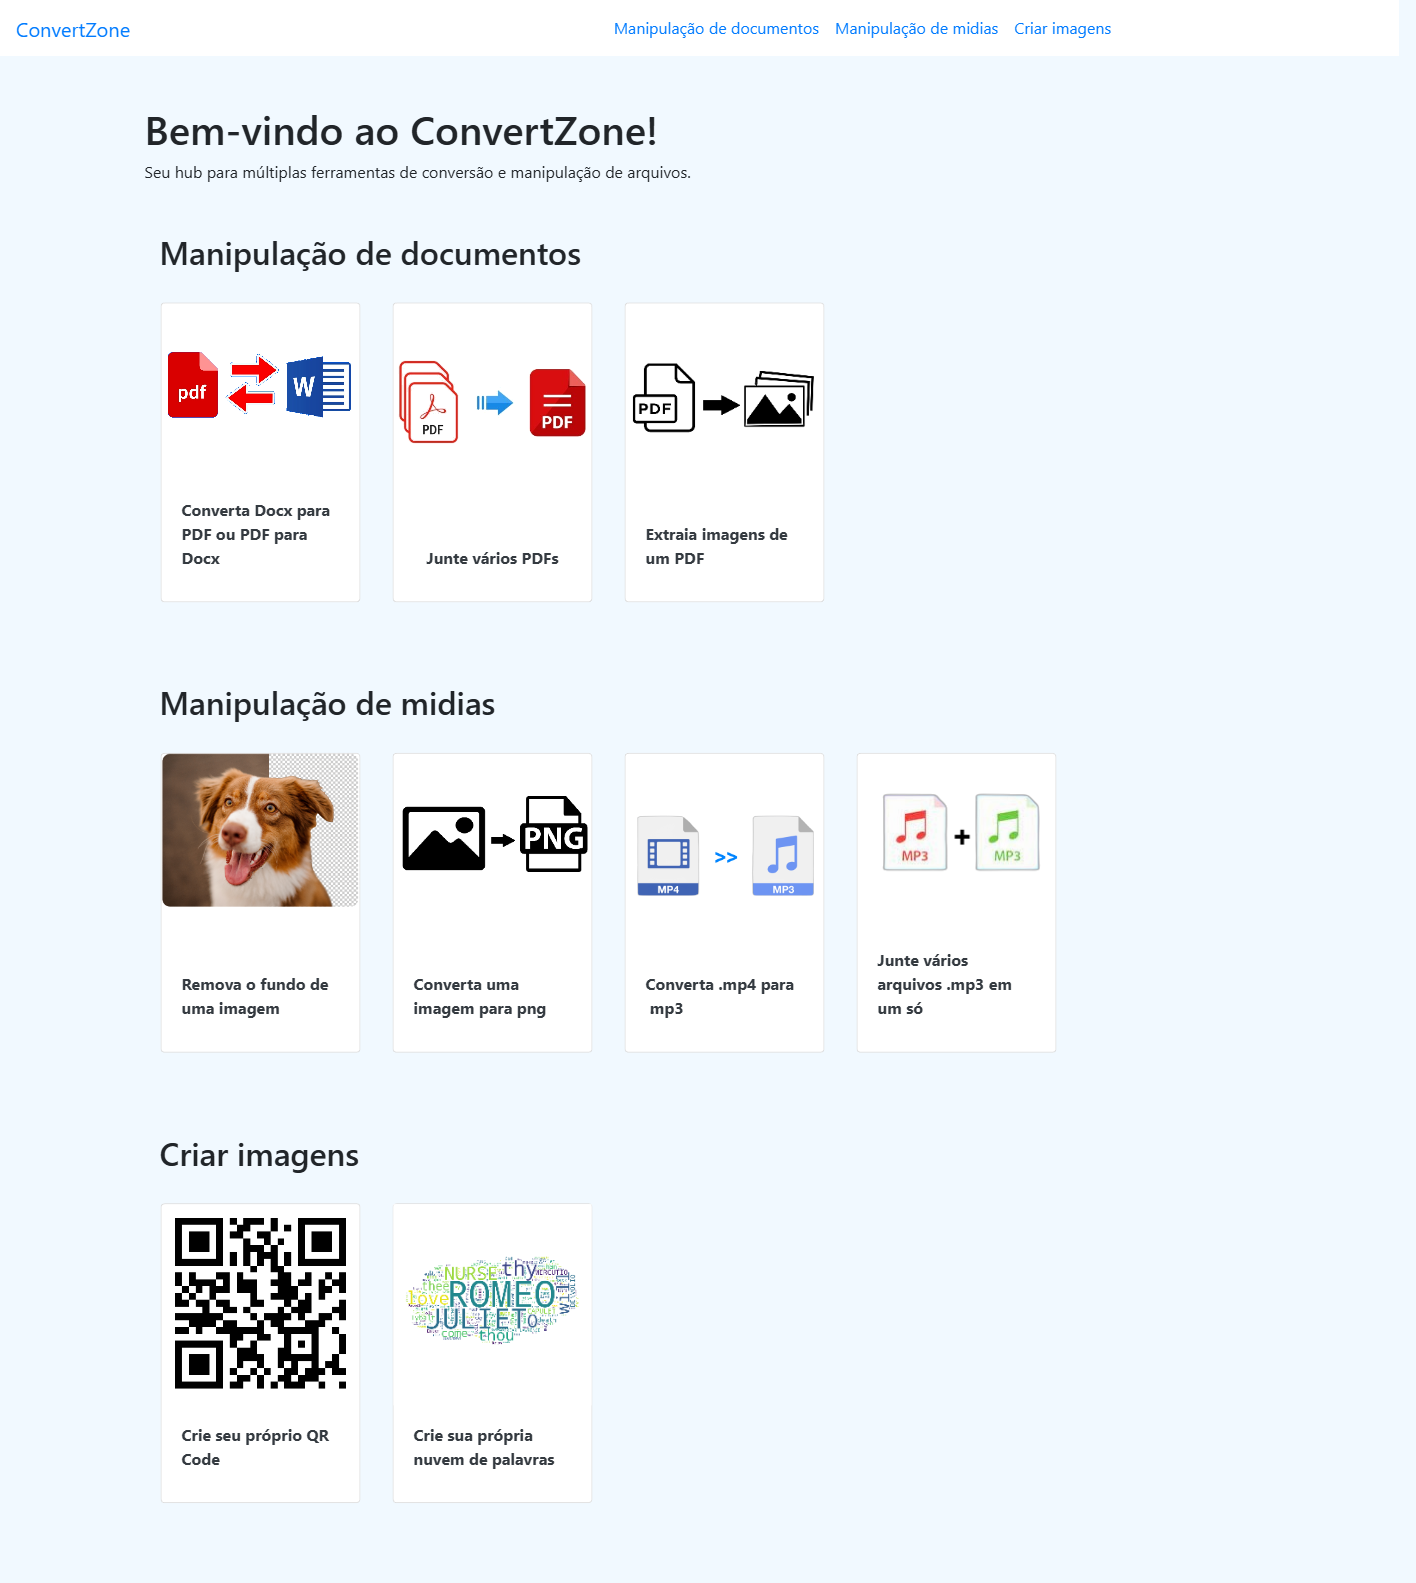 ConvertZone
Manipulação de documentos Manipulação de midias Criar imagens
Bem-vindo ao ConvertZone!
Seu hub para múltiplas ferramentas de conversão e manipulação de arquivos.
Manipulação de documentos
pdf W
PDF PDF
PDF
Converta Docx para
PDF ou PDF para
Docx
Junte vários PDFs
Extraia imagens de
um PDF
Manipulação de midias
PNG
MP4 >> MP3
MP3 + MP3
Remova o fundo de
uma imagem
Converta uma
imagem para png
Converta .mp4 para
mp3
Junte vários
arquivos .mp3 em
um só
Criar imagens
NURSE thy MERCUTIO
thee ROMEO will
love
JULIET
come thou
Crie seu próprio QR
Code
Crie sua própria
nuvem de palavras